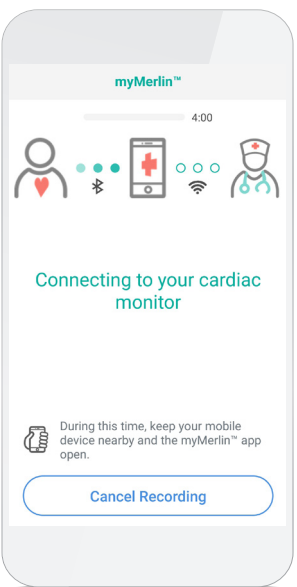 myMerlin™
4:00
Connecting to your cardiac
monitor
During this time, keep your mobile
device nearby and the myMerlin™ app
open.
Cancel Recording